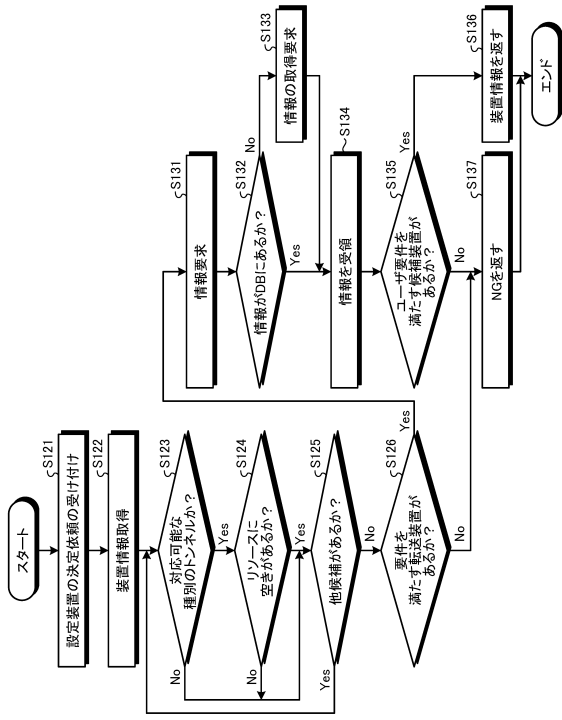 スタート
S121
設定装置の決定依頼の受け付け
S122
装置情報取得
S123
対応可能な
種別のトンネルか?
Yes
No
S124
リソースに
空きがあるか?
Yes
No
S125
他候補があるか?
Yes
No
S126
要件を
満たす転送装置が
あるか?
Yes
No
S131
情報要求
S132
情報がDBにあるか?
No
Yes
S133
情報の取得要求
S134
情報を受領
S135
ユーザ要件を
満たす候補装置が
あるか?
Yes
No
S136
装置情報を返す
S137
NGを返す
エンド